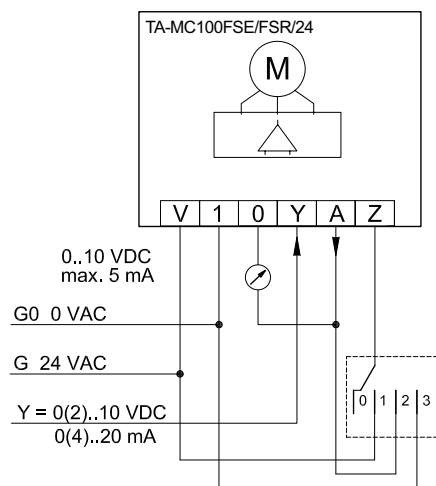 TA-MC100FSE/FSR/24
M
V 1 0 Y A Z
0..10 VDC
max. 5 mA
G0 0 VAC
G 24 VAC
Y = 0(2)..10 VDC
0(4)..20 mA
0 1 2 3